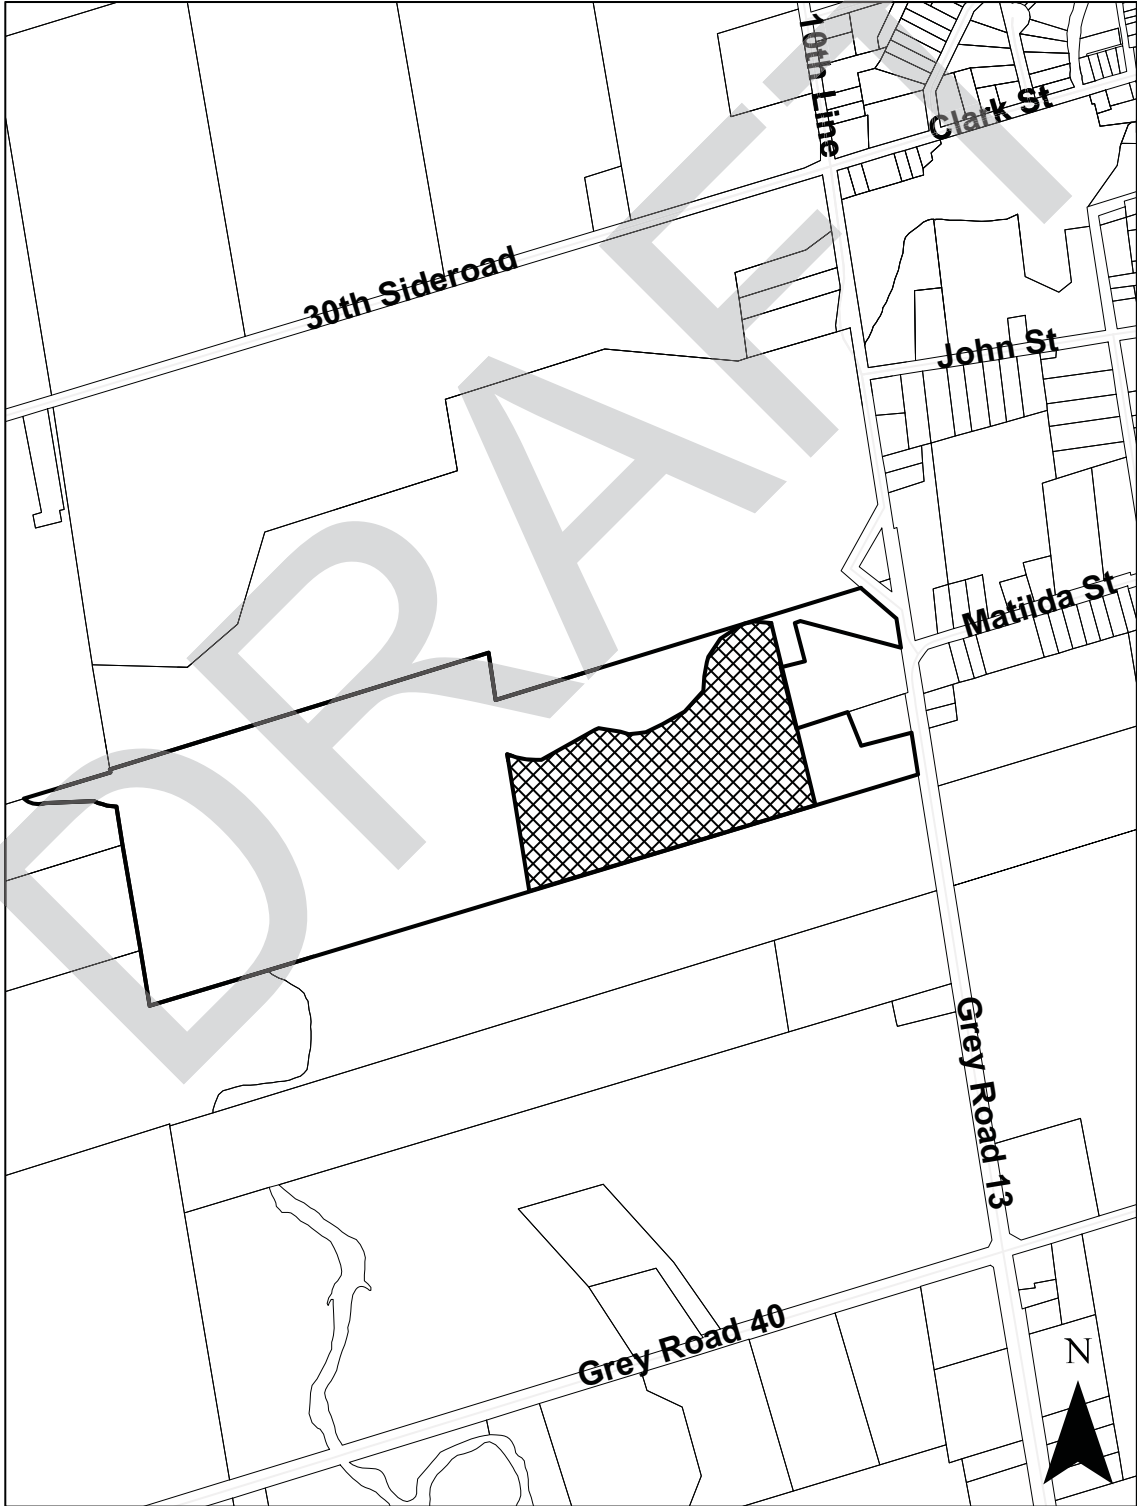 10th Line
Clark St
30th Sideroad
John St
Matilda St
DRAFT
Grey Road 13
Grey Road 40
N